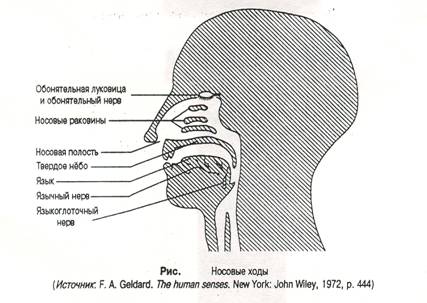 Обонятельная луковица
и обонятельный нерв
Носовые раковины
Носовая полость
Твердое нёбо
Язык
Язычный нерв
Языкоглоточный
нерв
Рис. Носовые ходы
(Источник: F. A. Geldard. The human senses. New York: John Wiley, 1972, p. 444)